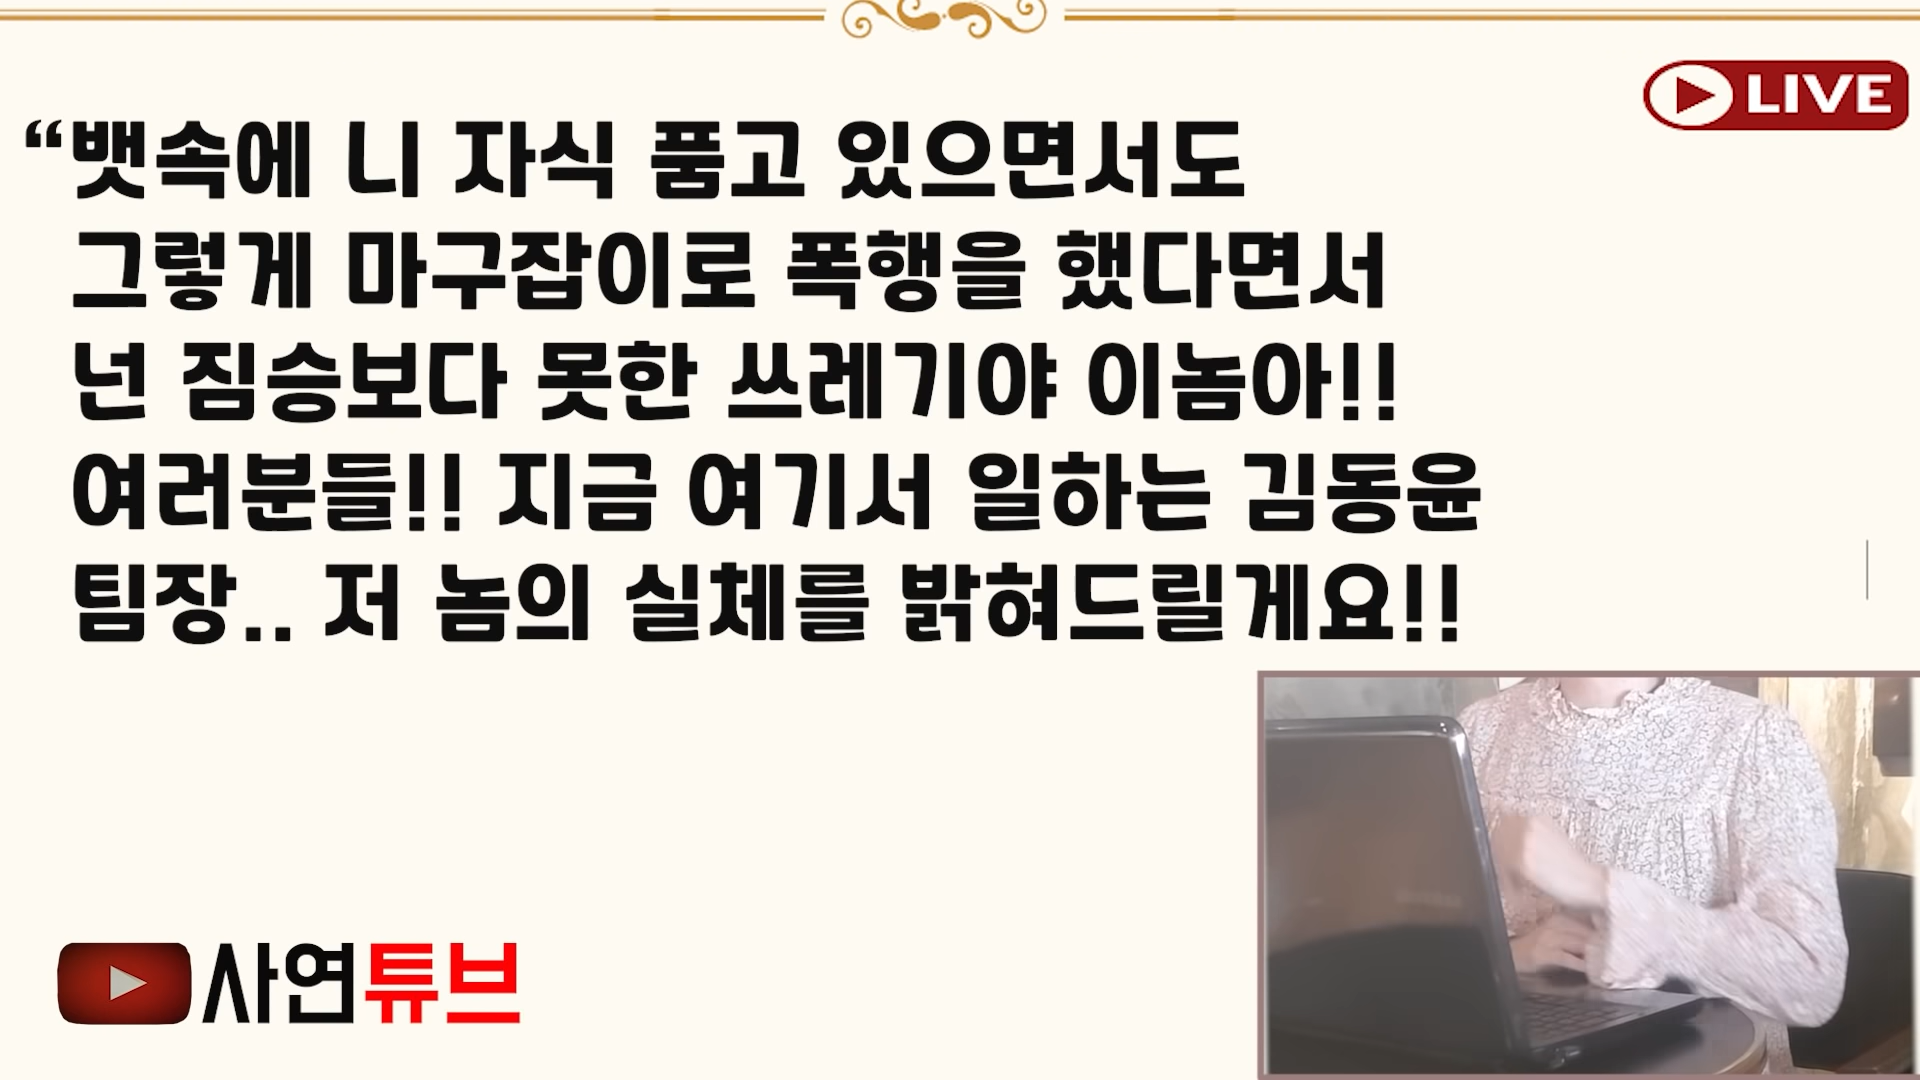 LIVE
“뱃속에 니 자식 품고 있으면서도
그렇게 마구잡이로 폭행을 했다면서
넌 짐승보다 못한 쓰레기야 이놈아!!
여러분들!! 지금 여기서 일하는 김동윤
팀장.. 저 놈의 실체를 밝혀드릴게요!!
사연튜브